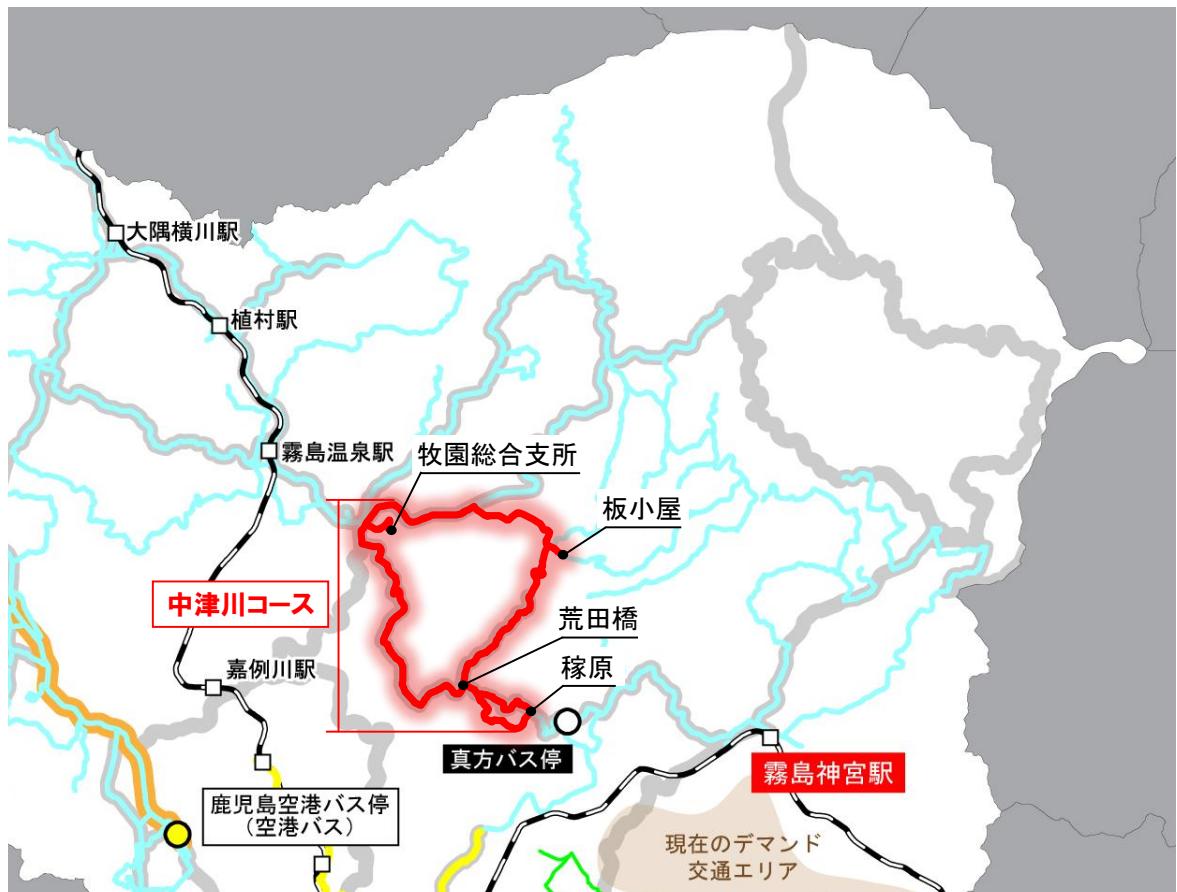 大隅横川駅
植村駅
霧島温泉駅
牧園総合支所
板小屋
中津川コース
荒田橋
稼原
嘉例川駅
真方バス停
霧島神宮駅
鹿児島空港バス停
（空港バス）
現在のデマンド
交通エリア